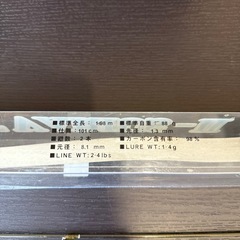 ■標準全長： 198 m ■標準自重： 88 g
■仕舞：101cm ■先径： 1.3 mm
■継数： 2 本 ■カーボン含有率： 98 %
■元径： 8.1 mm ■LURE WT：1-4g
■LINE WT：2-4lbs